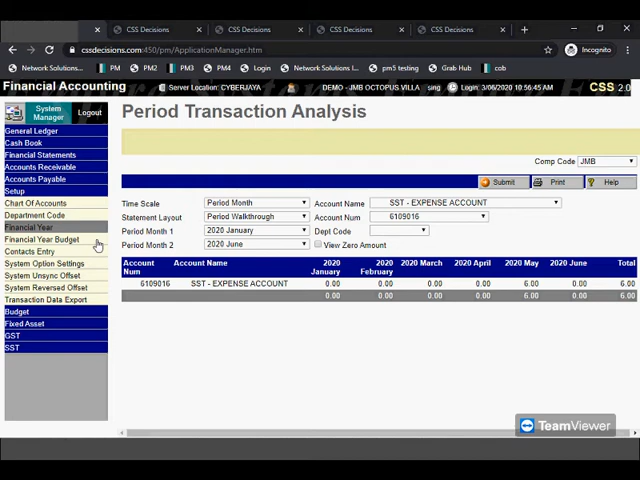 CSS Decisions
CSS Decisions
CSS Decisions
CSS Decisions
cssdecisions.com:450/pm/ApplicationManager.htm
Incognito
PM
PM2
PM3
PM4
Login
Network Solutions I...
pm5 testing
Grab Hub
cob
Financial Accounting
Server Location: CYBERJAYA
DEMO - JMB OCTOPUS VILLA
sing
Login: 3/06/2020 10:56:45 AM
CSS 2.0
System Manager
Logout
Period Transaction Analysis
General Ledger
Cash Book
Financial Statements
Accounts Receivable
Accounts Payable
Setup
Chart Of Accounts
Department Code
Financial Year
Financial Year Budget
Contacts Entry
System Option Settings
System Unsync Offset
System Reversed Offset
Transaction Data Export
Budget
Fixed Asset
GST
SST
Comp Code JMB
Submit
Print
Help
Time Scale Period Month Account Name SST - EXPENSE ACCOUNT
Statement Layout Period Walkthrough Account Num 6109016
Period Month 1 2020 January Dept Code
Period Month 2 2020 June View Zero Amount
Account Num Account Name 2020 January 2020 February 2020 March 2020 April 2020 May 2020 June Total
6109016 SST - EXPENSE ACCOUNT 0.00 0.00 0.00 0.00 6.00 0.00 6.00
0.00 0.00 0.00 0.00 6.00 0.00 6.00
TeamViewer